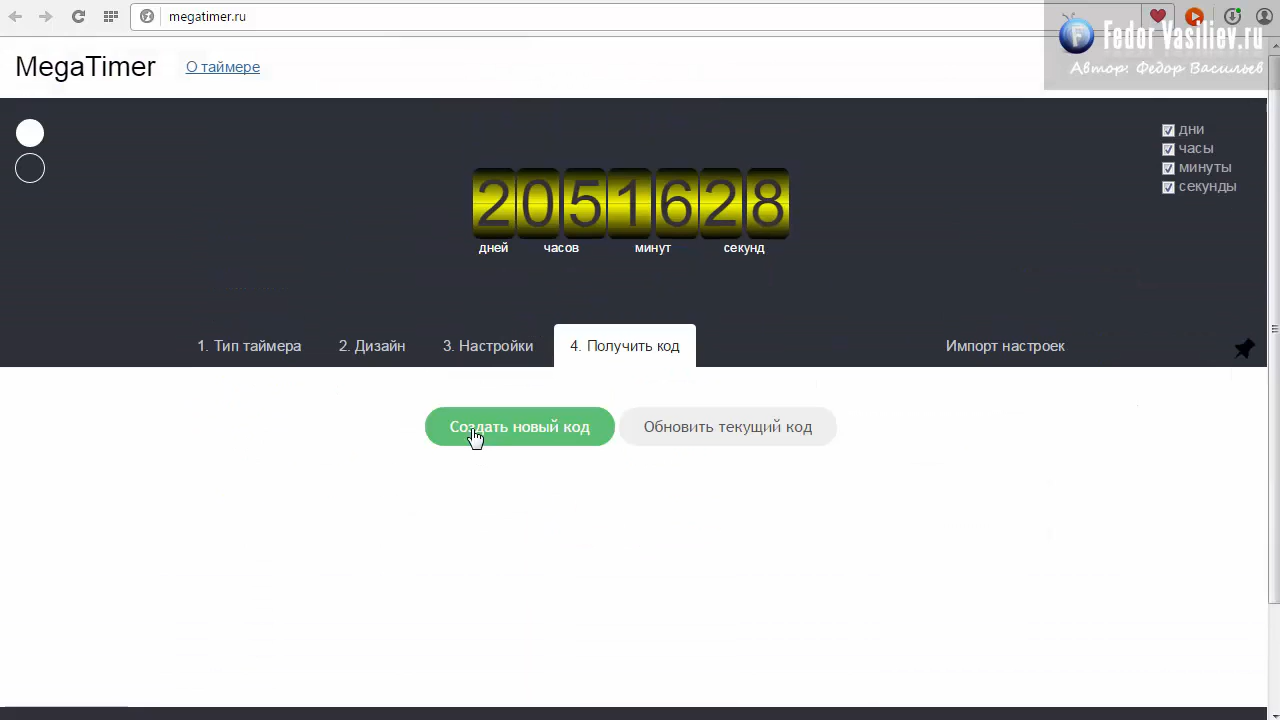 megatimer.ru
Fedor Vasiliev.ru
Автор: Федор Васильев
MegaTimer
О таймере
дни
часы
минуты
секунды
2 05 16 28
дней часов минут секунд
1. Тип таймера 2. Дизайн 3. Настройки 4. Получить код Импорт настроек
Создать новый код Обновить текущий код